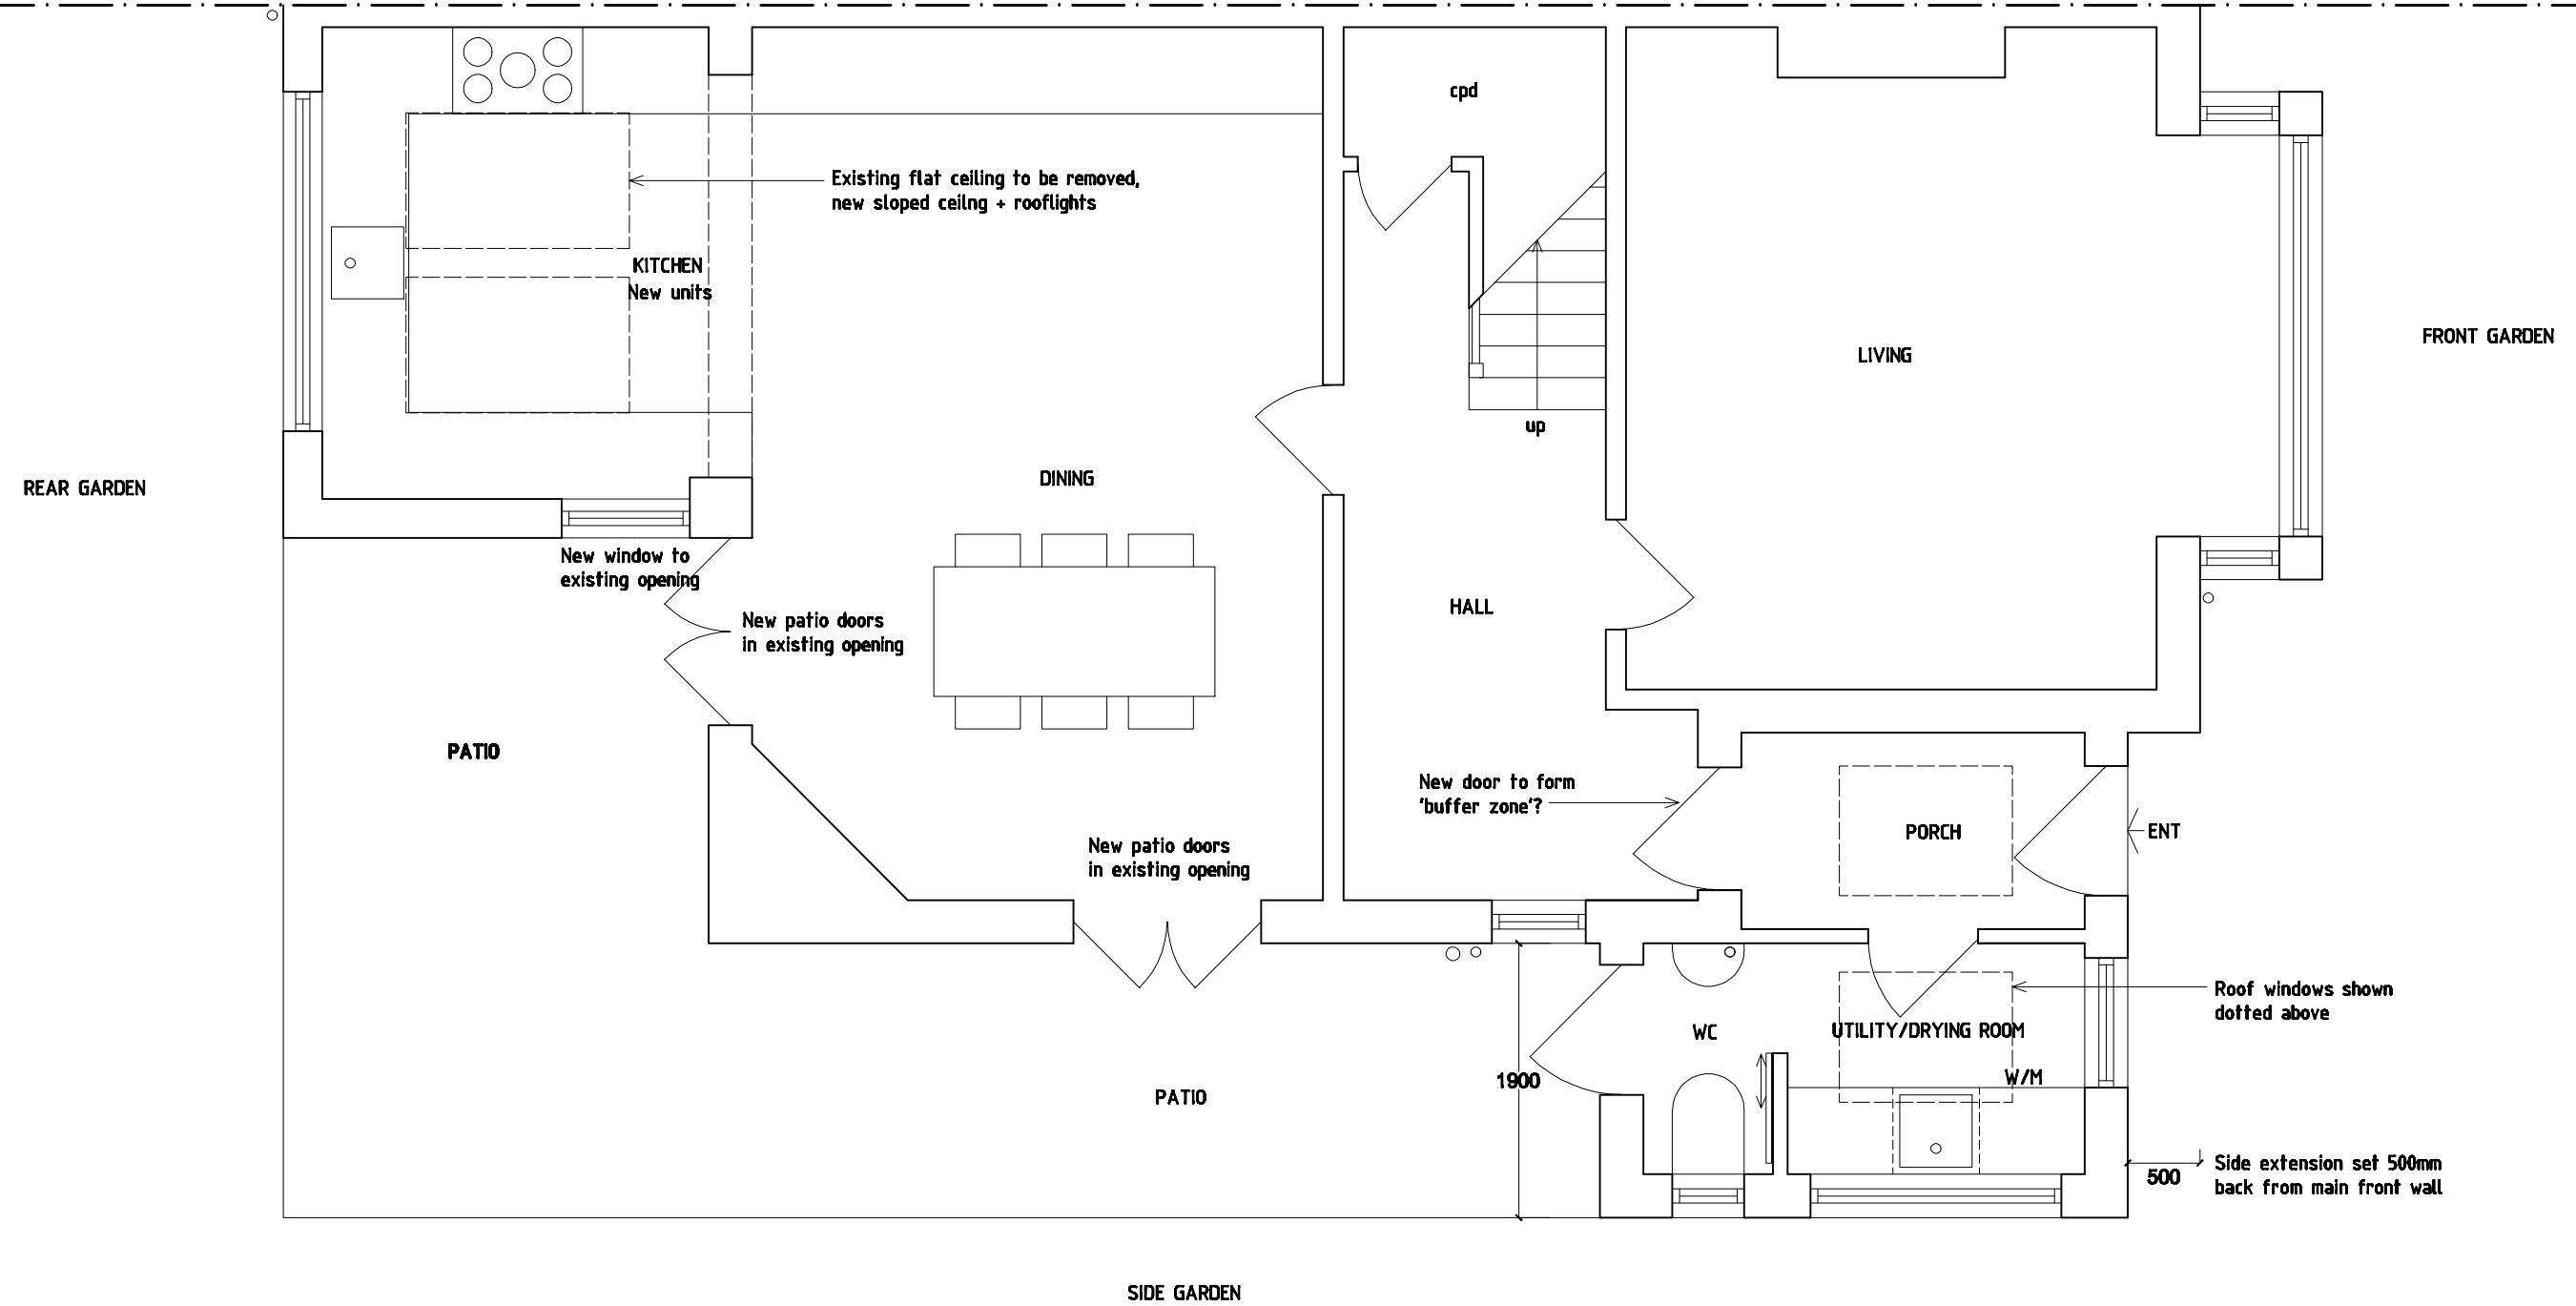 cpd
Existing flat ceiling to be removed,
new sloped ceilng + rooflights
KITCHEN
New units
FRONT GARDEN
LIVING
up
DINING
REAR GARDEN
New window to
existing opening
HALL
New patio doors
in existing opening
PATIO
New door to form
'buffer zone'?
PORCH
ENT
New patio doors
in existing opening
Roof windows shown
dotted above
WC
UTILITY/DRYING ROOM
W/M
1900
PATIO
Side extension set 500mm
back from main front wall
500
SIDE GARDEN